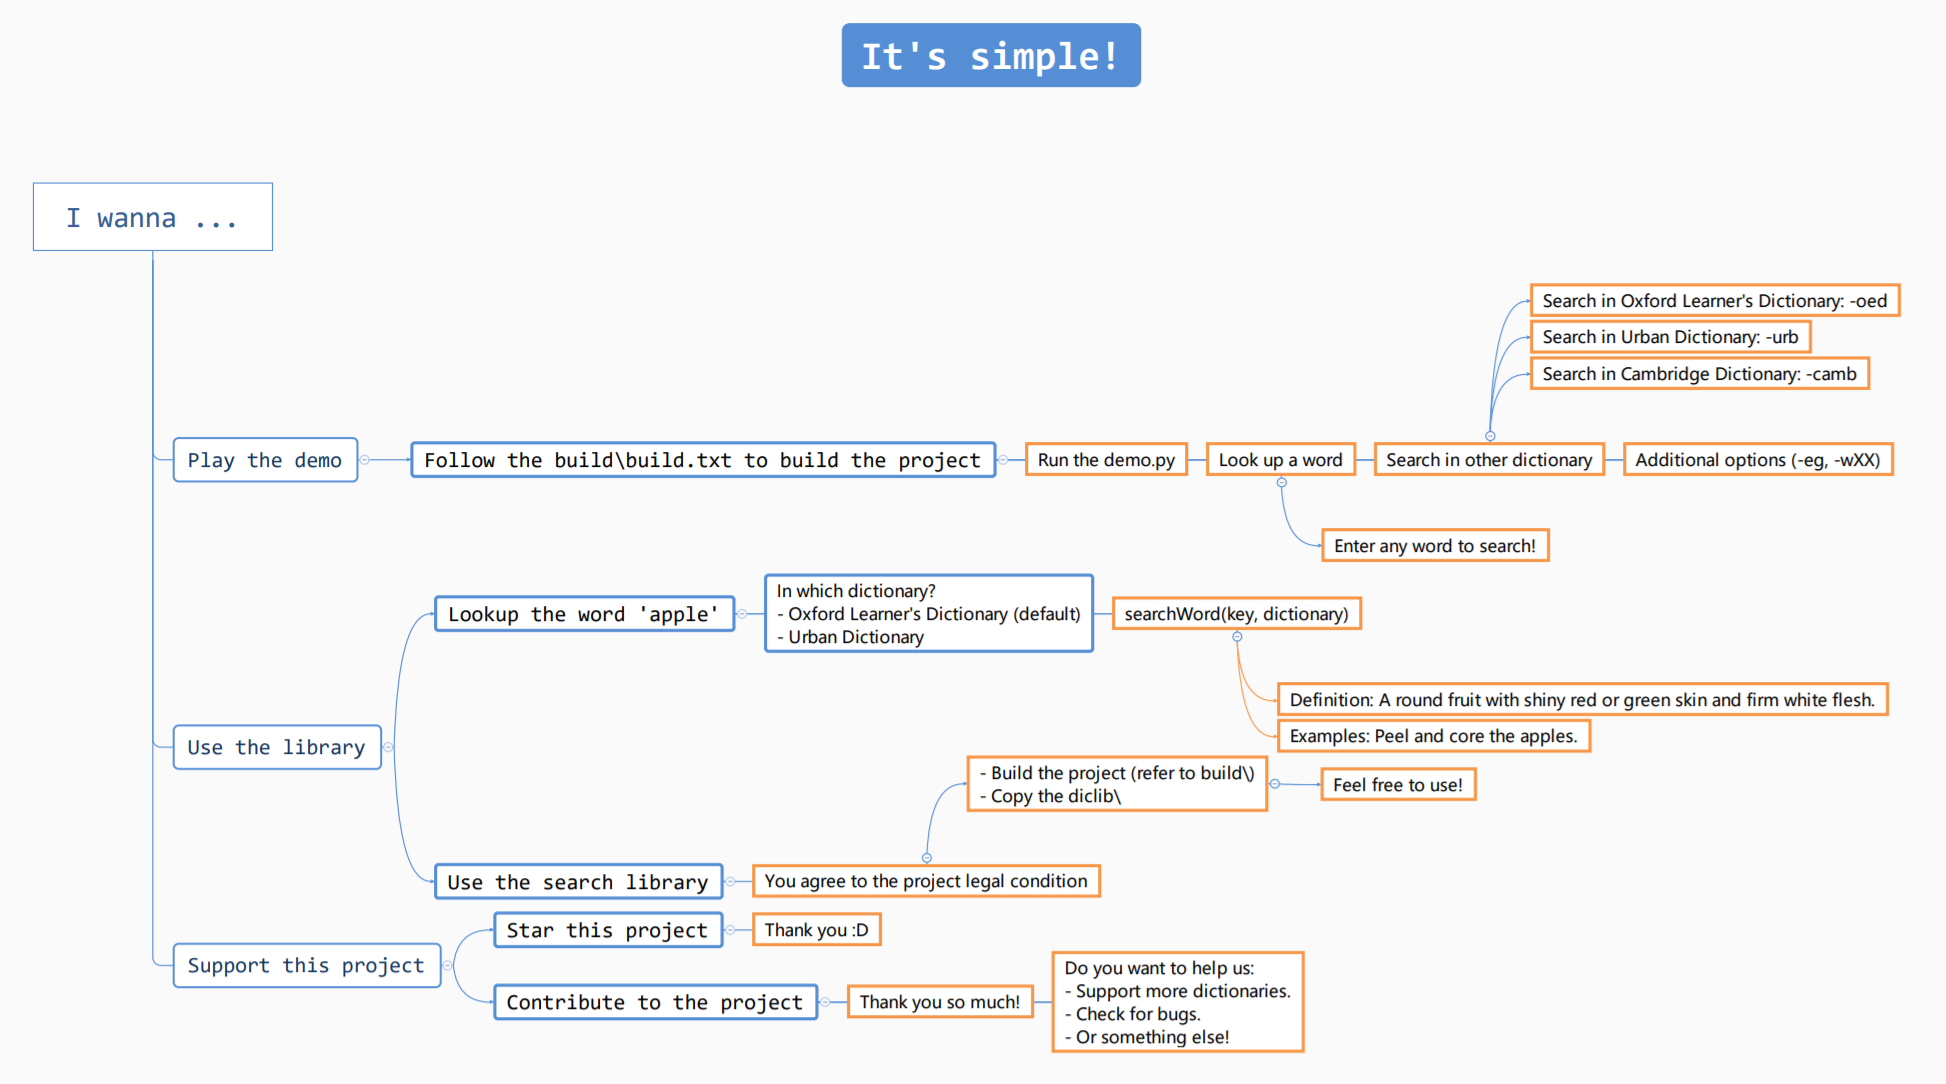 It's simple!
I wanna ...
Play the demo
Follow the build\build.txt to build the project
Run the demo.py
Look up a word
Search in other dictionary
Additional options (-eg, -wXX)
Search in Oxford Learner's Dictionary: -oed
Search in Urban Dictionary: -urb
Search in Cambridge Dictionary: -camb
Enter any word to search!
Use the library
Lookup the word 'apple'
In which dictionary?
- Oxford Learner's Dictionary (default)
- Urban Dictionary
searchWord(key, dictionary)
Definition: A round fruit with shiny red or green skin and firm white flesh.
Examples: Peel and core the apples.
Use the search library
You agree to the project legal condition
- Build the project (refer to build\)
- Copy the diclib\
Feel free to use!
Support this project
Star this project
Thank you :D
Contribute to the project
Thank you so much!
Do you want to help us:
- Support more dictionaries.
- Check for bugs.
- Or something else!